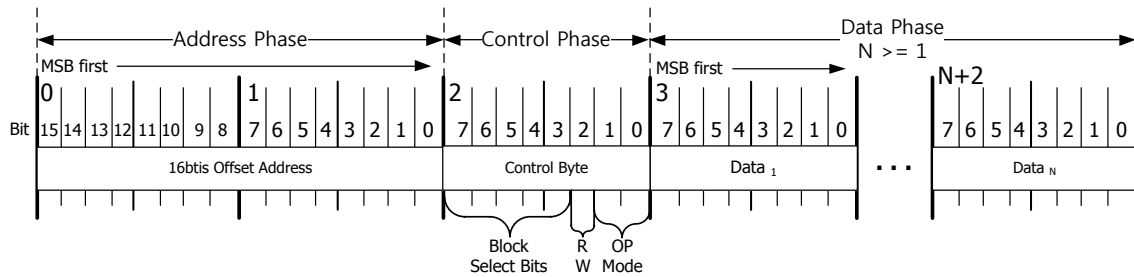 Address Phase Control Phase Data Phase
N >= 1
MSB first MSB first
0 1 2 3 N+2
Bit 15 14 13 12 11 10 9 8 7 6 5 4 3 2 1 0 7 6 5 4 3 2 1 0 7 6 5 4 3 2 1 0 7 6 5 4 3 2 1 0
16btis Offset Address Control Byte Data 1 ... Data N
Block R OP
Select Bits W Mode